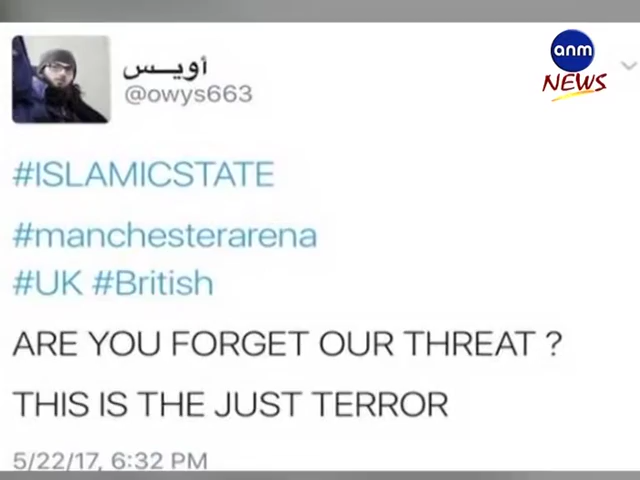 anm
NEWS
أويس
@owys663
#ISLAMICSTATE
#manchesterarena
#UK #British
ARE YOU FORGET OUR THREAT ?
THIS IS THE JUST TERROR
5/22/17, 6:32 PM